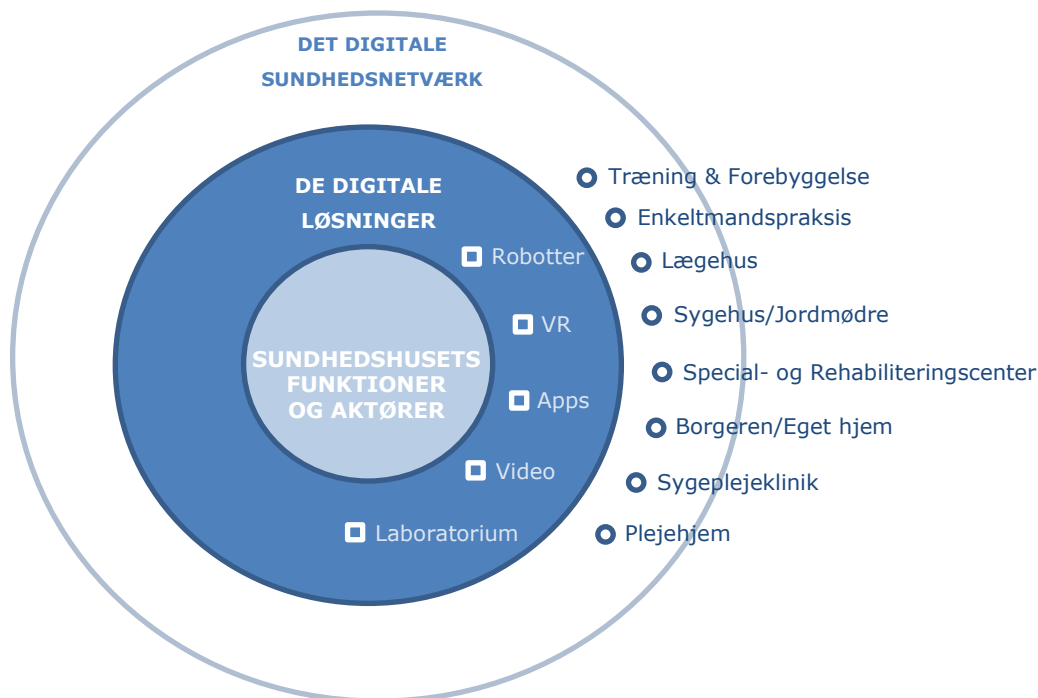 DET DIGITALE
SUNDHEDSNETVÆRK
DE DIGITALE
LØSNINGER
SUNDHEDSHUSETS
FUNKTIONER
OG AKTØRER
Robotter
VR
Apps
Video
Laboratorium
Træning & Forebyggelse
Enkeltmandspraksis
Lægehus
Sygehus/Jordmødre
Special- og Rehabiliteringscenter
Borgeren/Eget hjem
Sygeplejeklinik
Plejehjem